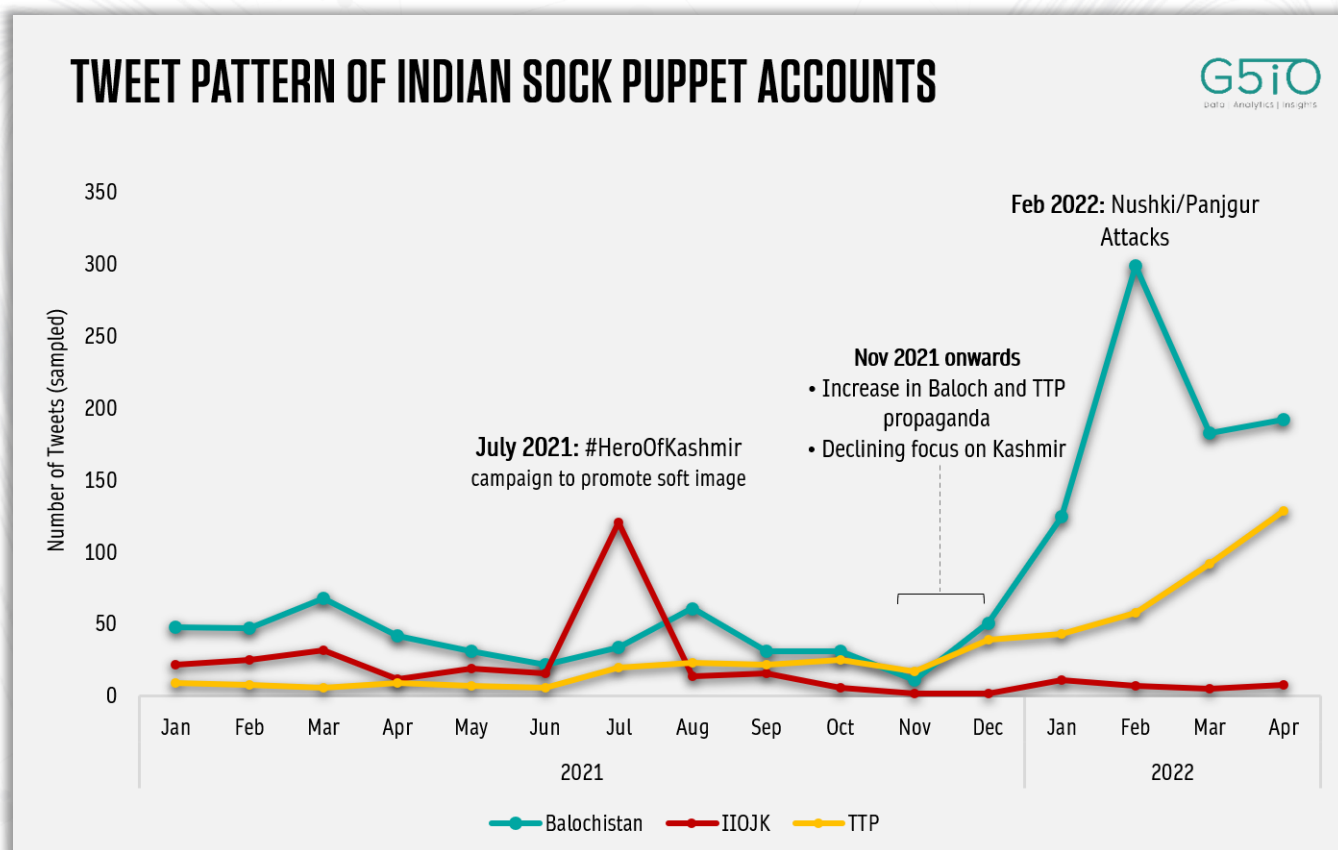 TWEET PATTERN OF INDIAN SOCK PUPPET ACCOUNTS
G5iO
Data | Analytics | Insights
Number of Tweets (sampled)
350
300
250
200
150
100
50
0
Feb 2022: Nushki/Panjgur
Attacks
Nov 2021 onwards
• Increase in Baloch and TTP
propaganda
• Declining focus on Kashmir
July 2021: #HeroOfKashmir
campaign to promote soft image
Jan Feb Mar Apr May Jun Jul Aug Sep Oct Nov Dec Jan Feb Mar Apr
2021 2022
Balochistan IIOJK TTP